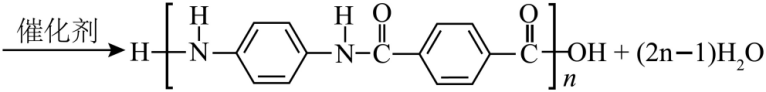 催化剂
H O H O
H N N C C OH + (2n−1)H₂O
n